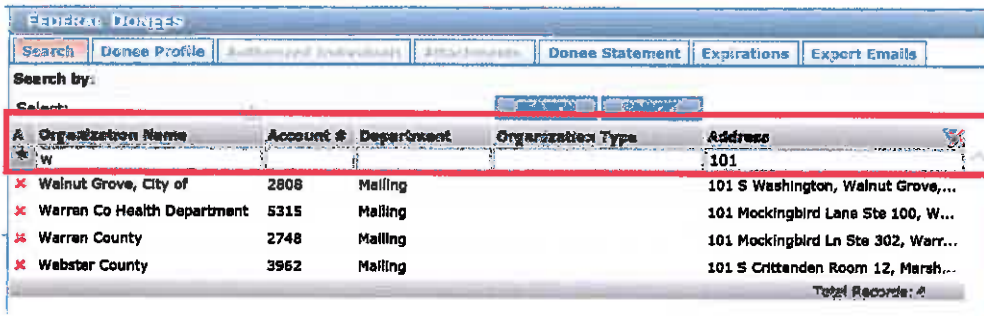 FEDERAL DONEES
Search Donee Profile Authorized Individuals Attachments Donee Statement Expirations Export Emails
Search by:
Select:
A Organization Name Account # Department Organization Type Address
* w 101
Walnut Grove, City of 2808 Mailing 101 S Washington, Walnut Grove,...
Warren Co Health Department 5315 Mailing 101 Mockingbird Lane Ste 100, W...
Warren County 2748 Mailing 101 Mockingbird Ln Ste 302, Warr...
Webster County 3962 Mailing 101 S Crittenden Room 12, Marsh...
Total Records: 4